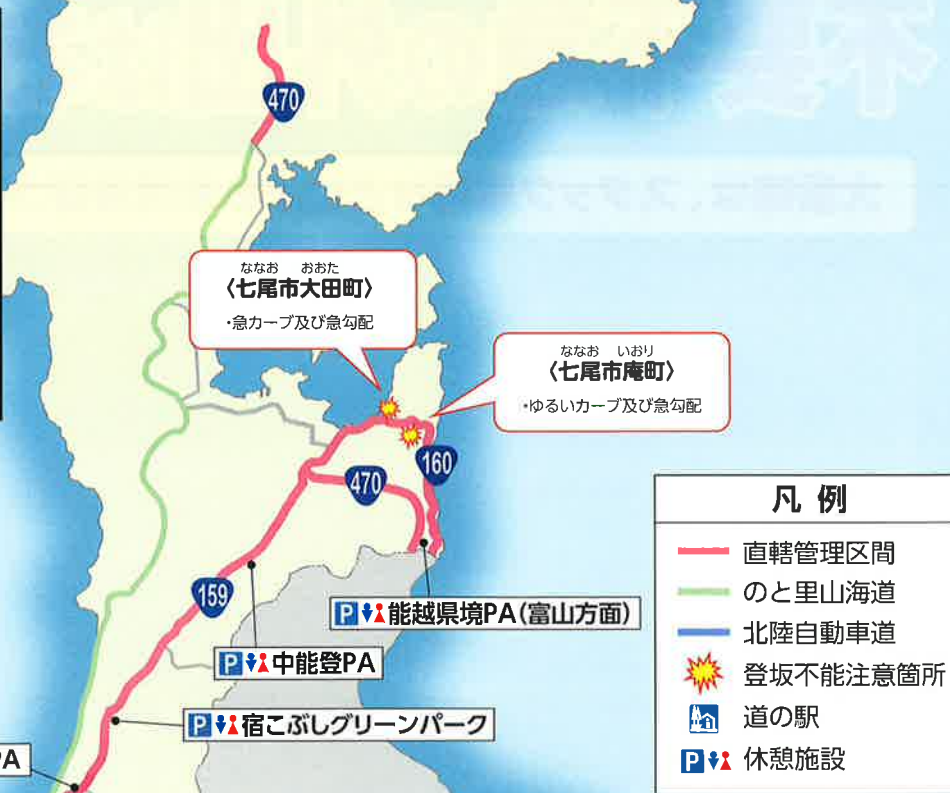 470
ななお おおた
〈七尾市大田町〉
・急カーブ及び急勾配
ななお いおり
〈七尾市庵町〉
・ゆるいカーブ及び急勾配
160
470
159
P 能越県境PA(富山方面)
P 中能登PA
P 宿こぶしグリーンパーク
PA
凡例
直轄管理区間
のと里山海道
北陸自動車道
登坂不能注意箇所
道の駅
P 休憩施設